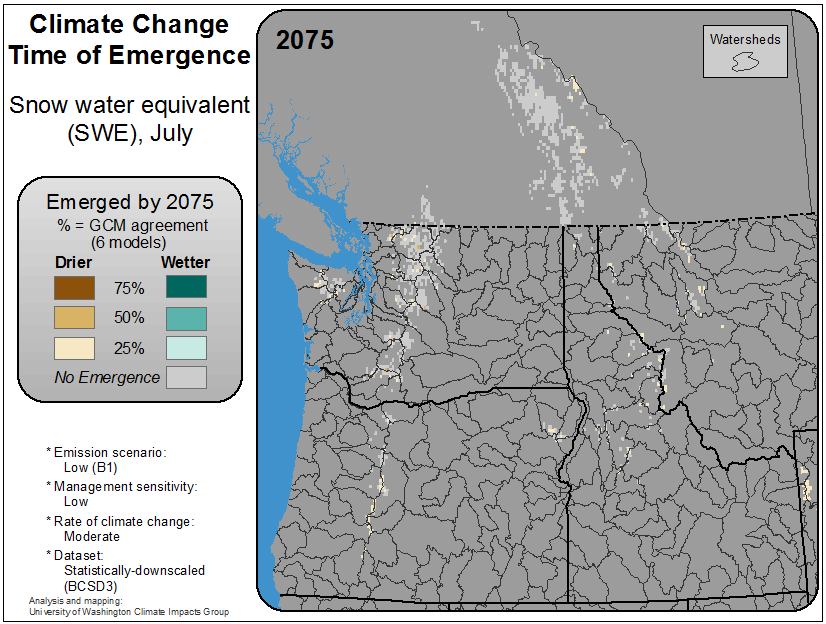 Climate Change
Time of Emergence
Snow water equivalent
(SWE), July
Emerged by 2075
% = GCM agreement
(6 models)
Drier
Wetter
75%
50%
25%
No Emergence
* Emission scenario:
Low (B1)
* Management sensitivity:
Low
* Rate of climate change:
Moderate
* Dataset:
Statistically-downscaled
(BCSD3)
Analysis and mapping:
University of Washington Climate Impacts Group
2075
Watersheds